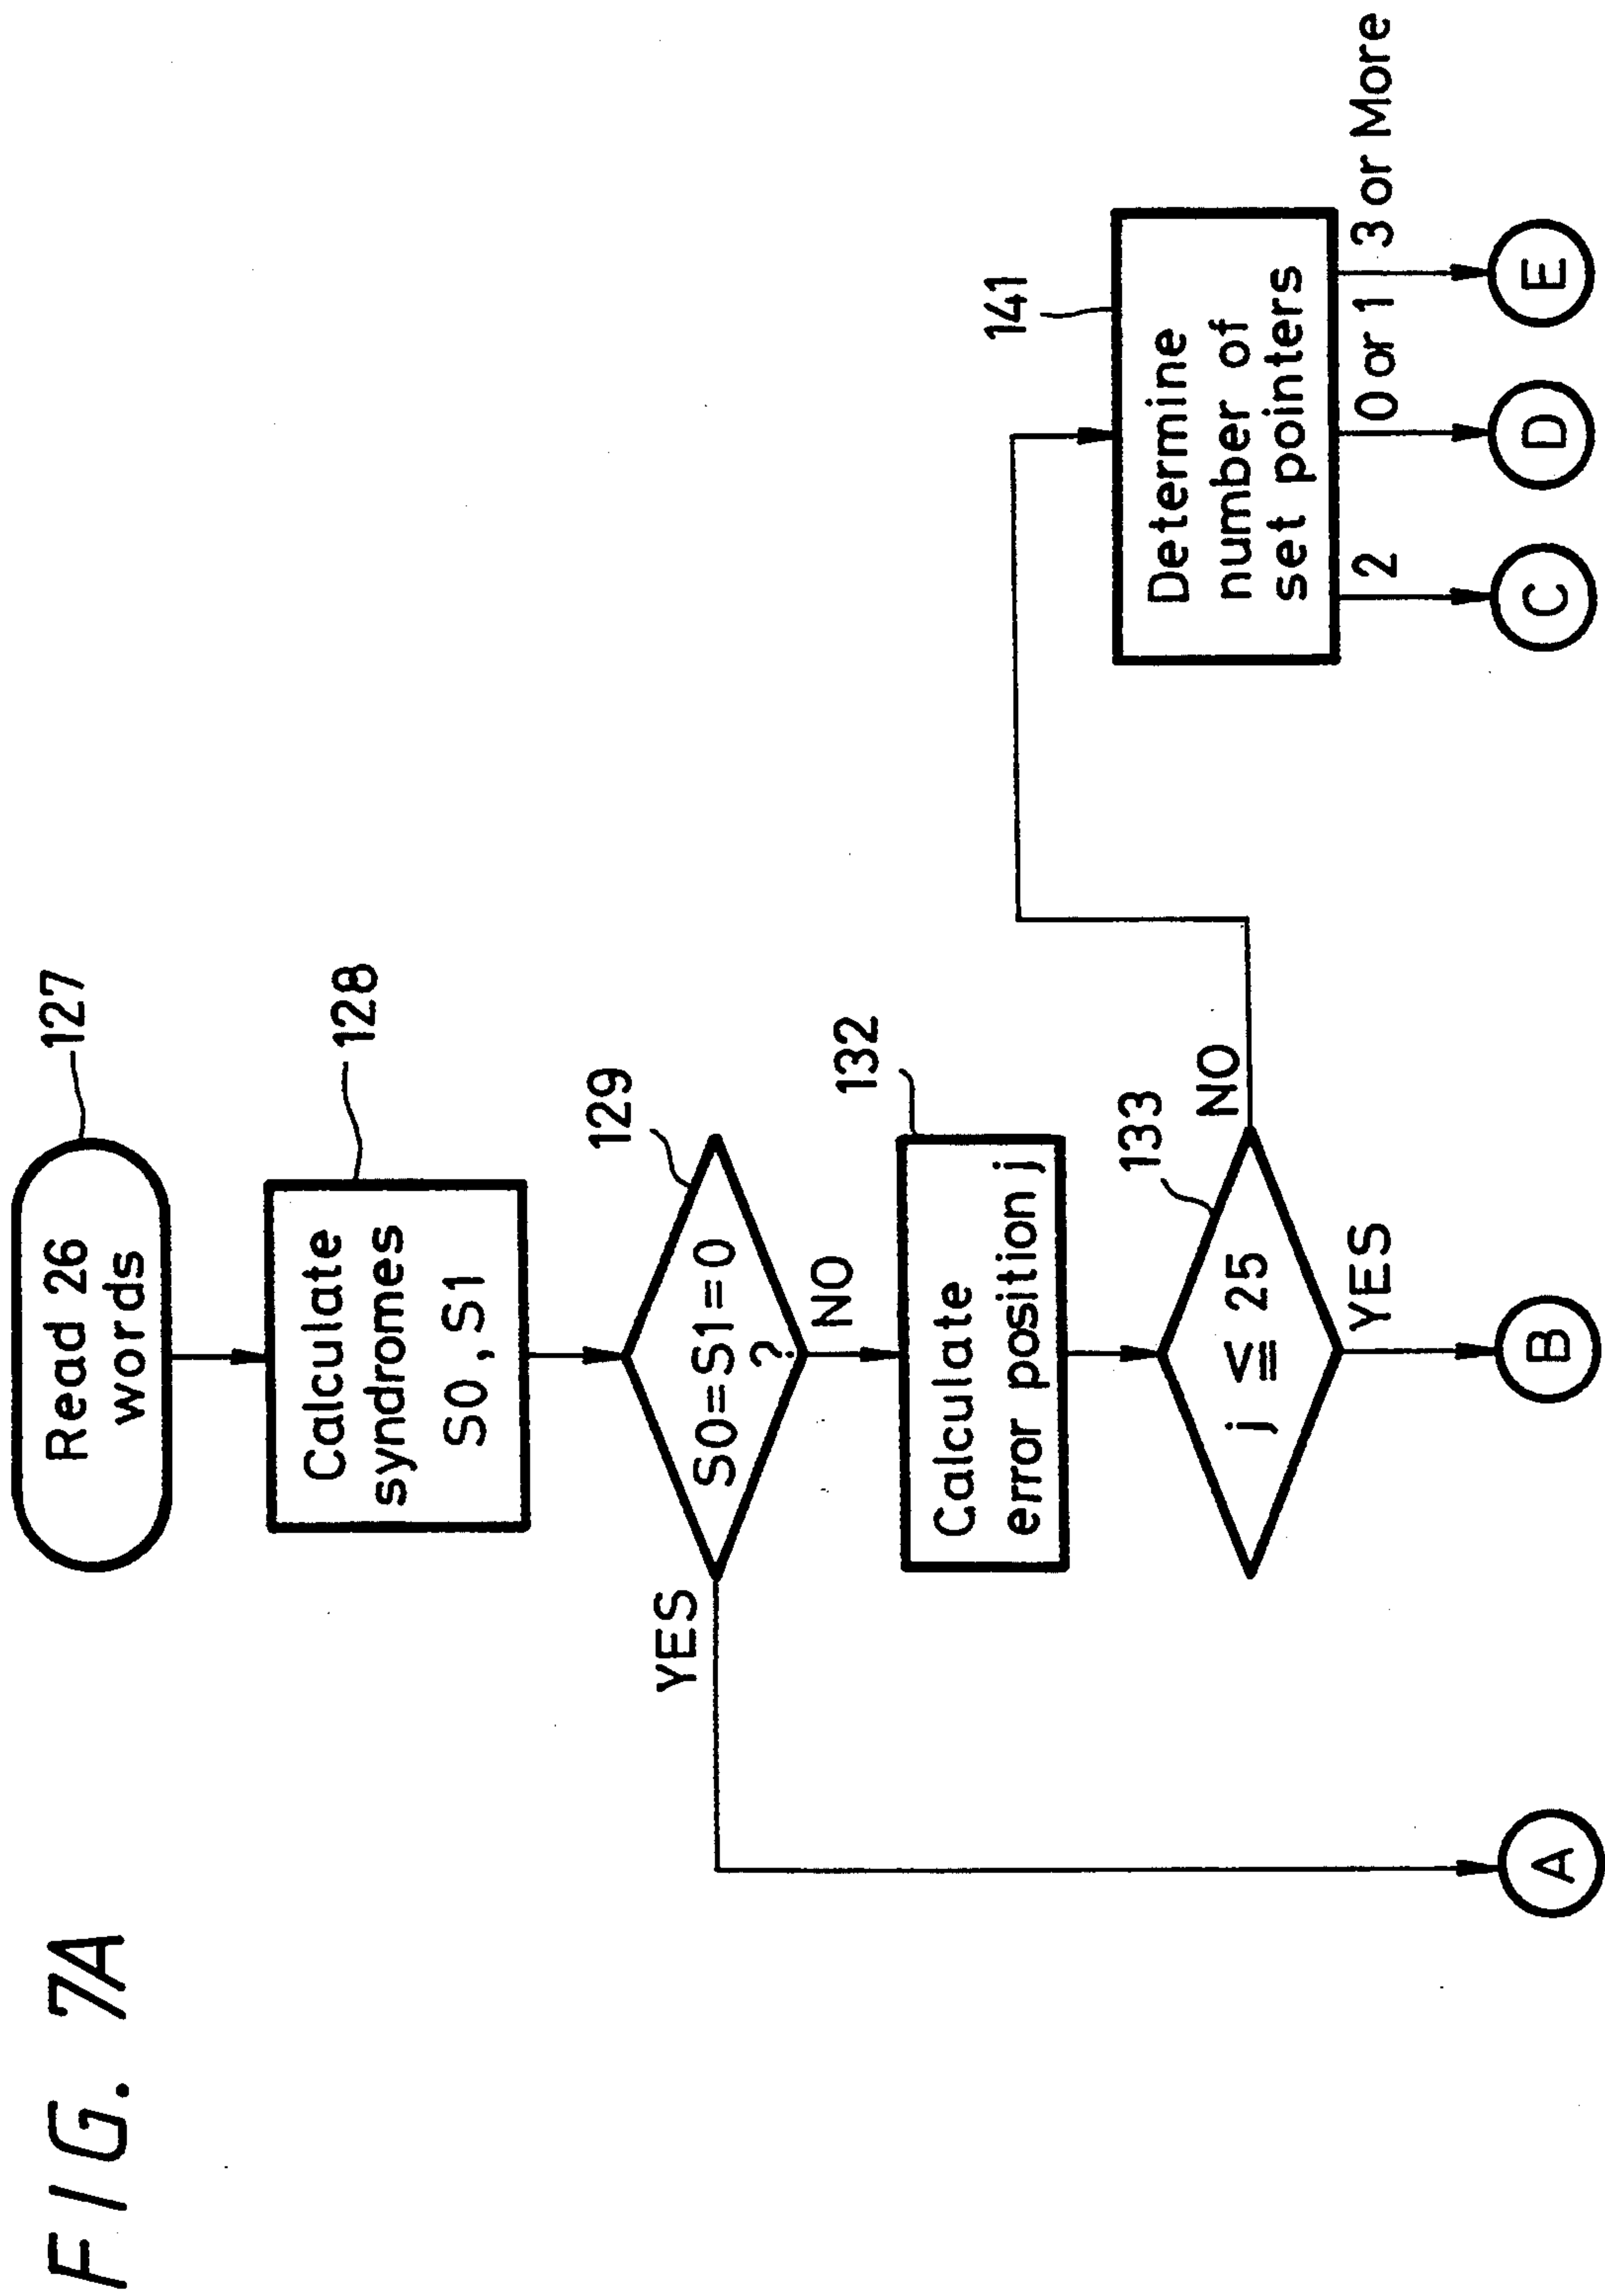 FIG. 7A
Read 26
words
127
Calculate
syndromes
S0, S1
128
129
S0=S1=0
?
YES
NO
132
Calculate
error position j
133
j ≦ 25
NO
YES
141
Determine
number of
set pointers
2
0 or 1
3 or More
A
B
C
D
E